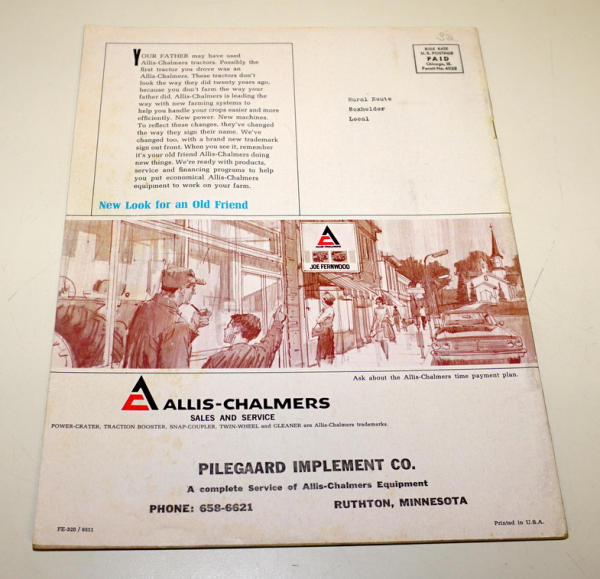 BULK RATE
U. S. POSTAGE
PAID
Chicago, Ill.
Permit No. 4028
YOUR FATHER may have used
Allis-Chalmers tractors. Possibly the
first tractor you drove was an
Allis-Chalmers. These tractors don't
look the way they did twenty years ago,
because you don't farm the way your
father did. Allis-Chalmers is leading the
way with new farming systems to
help you handle your crops easier and more
efficiently. New power. New machines.
To reflect these changes, they've changed
the way they sign their name. We've
changed too, with a brand new trademark
sign out front. When you see it, remember
it's your old friend Allis-Chalmers doing
new things. We're ready with products,
service and financing programs to help
you put economical Allis-Chalmers
equipment to work on your farm.
Rural Route
Boxholder
Local
New Look for an Old Friend
ALLIS-CHALMERS
JOE FERNWOOD
Ask about the Allis-Chalmers time payment plan.
ALLIS-CHALMERS
SALES AND SERVICE
POWER-CRATER, TRACTION BOOSTER, SNAP-COUPLER, TWIN-WHEEL and GLEANER are Allis-Chalmers trademarks.
PILEGAARD IMPLEMENT CO.
A complete Service of Allis-Chalmers Equipment
PHONE: 658-6621 RUTHTON, MINNESOTA
Printed in U.S.A.